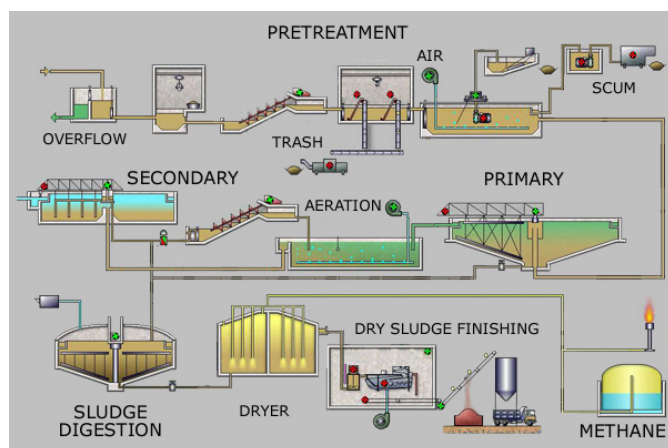 PRETREATMENT
AIR
SCUM
OVERFLOW
TRASH
SECONDARY
PRIMARY
AERATION
DRY SLUDGE FINISHING
SLUDGE
DIGESTION
DRYER
METHANE